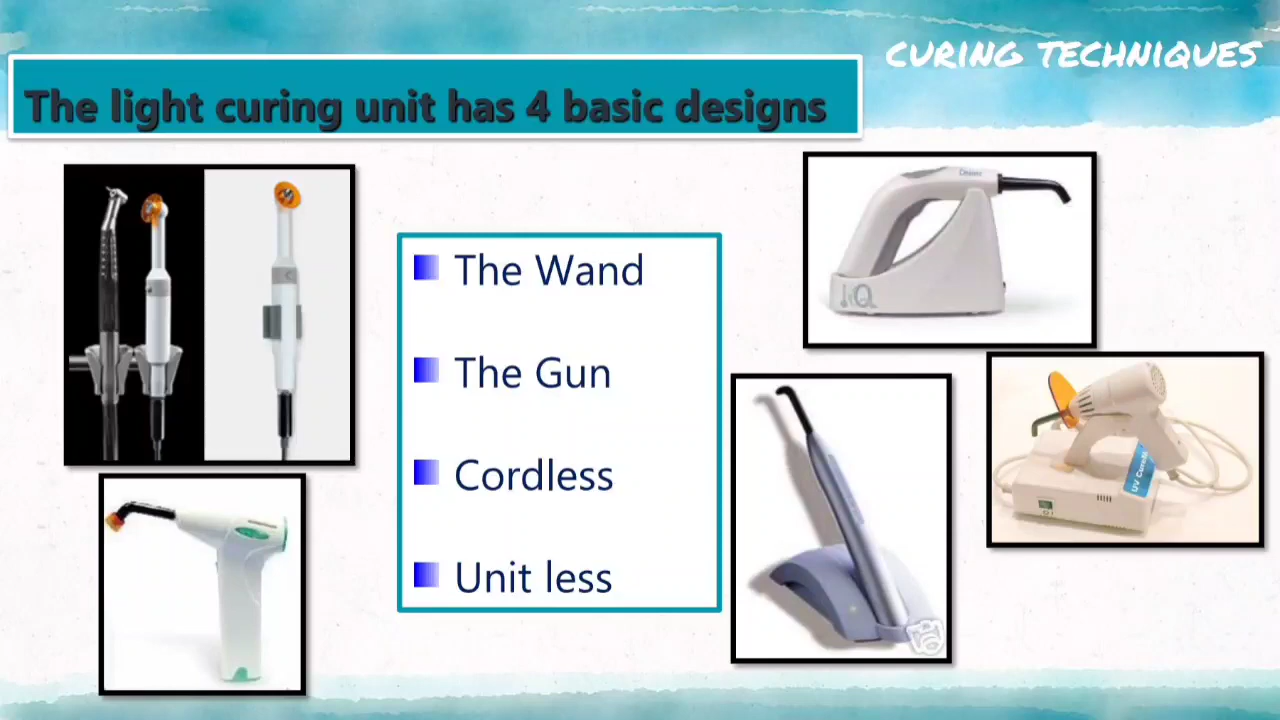 CURING TECHNIQUES
The light curing unit has 4 basic designs
The Wand
The Gun
Cordless
Unit less